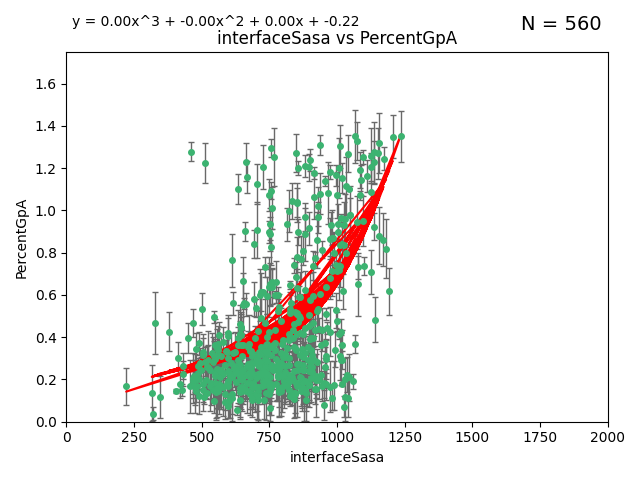 y = 0.00x^3 + -0.00x^2 + 0.00x + -0.22
N = 560
interfaceSasa vs PercentGpA
PercentGpA
1.6
1.4
1.2
1.0
0.8
0.6
0.4
0.2
0.0
0 250 500 750 1000 1250 1500 1750 2000
interfaceSasa